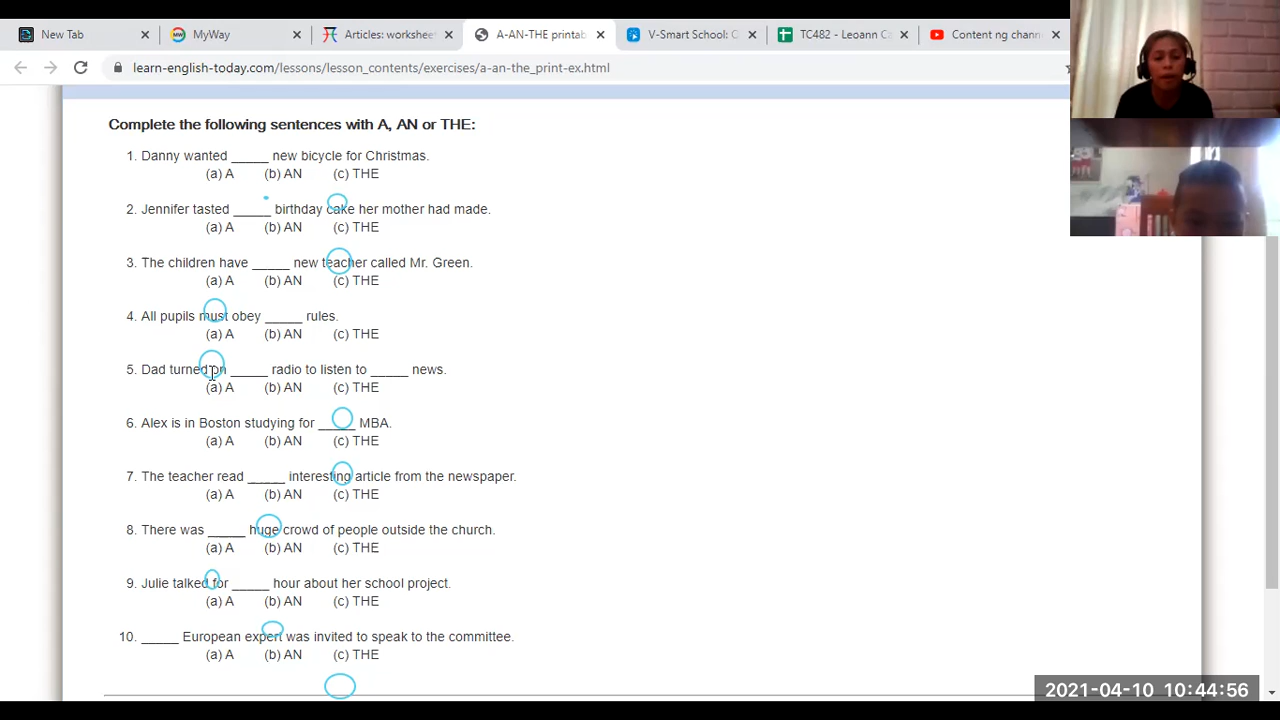 New Tab
MyWay
Articles: workshee
A-AN-THE printab
V-Smart School: C
TC482 - Leoann Ca
Content ng chann
learn-english-today.com/lessons/lesson_contents/exercises/a-an-the_print-ex.html
Complete the following sentences with A, AN or THE:
1. Danny wanted _____ new bicycle for Christmas.
(a) A (b) AN (c) THE
2. Jennifer tasted _____ birthday cake her mother had made.
(a) A (b) AN (c) THE
3. The children have _____ new teacher called Mr. Green.
(a) A (b) AN (c) THE
4. All pupils must obey _____ rules.
(a) A (b) AN (c) THE
5. Dad turned on _____ radio to listen to _____ news.
(a) A (b) AN (c) THE
6. Alex is in Boston studying for _____ MBA.
(a) A (b) AN (c) THE
7. The teacher read _____ interesting article from the newspaper.
(a) A (b) AN (c) THE
8. There was _____ huge crowd of people outside the church.
(a) A (b) AN (c) THE
9. Julie talked for _____ hour about her school project.
(a) A (b) AN (c) THE
10. _____ European expert was invited to speak to the committee.
(a) A (b) AN (c) THE
2021-04-10 10:44:56